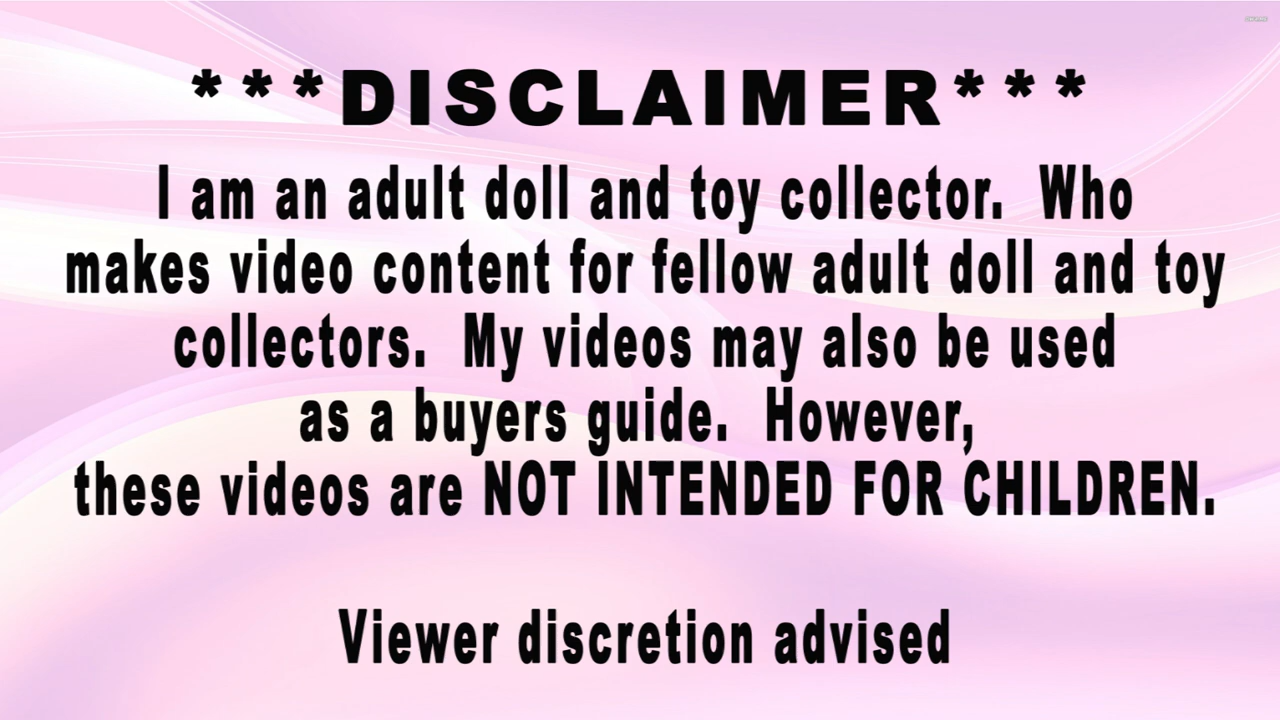 ***DISCLAIMER***
I am an adult doll and toy collector.  Who
makes video content for fellow adult doll and toy
collectors.  My videos may also be used
as a buyers guide.  However,
these videos are NOT INTENDED FOR CHILDREN.
Viewer discretion advised